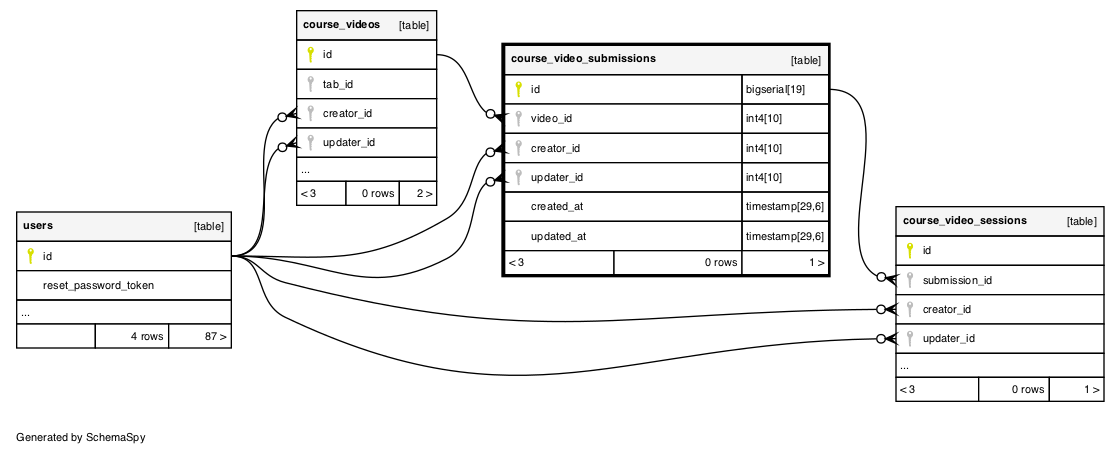 course_videos [table]
id
tab_id
creator_id
updater_id
...
< 3 0 rows 2 >
course_video_submissions [table]
id bigserial[19]
video_id int4[10]
creator_id int4[10]
updater_id int4[10]
created_at timestamp[29,6]
updated_at timestamp[29,6]
< 3 0 rows 1 >
users [table]
id
reset_password_token
...
4 rows 87 >
course_video_sessions [table]
id
submission_id
creator_id
updater_id
...
< 3 0 rows 1 >
Generated by SchemaSpy